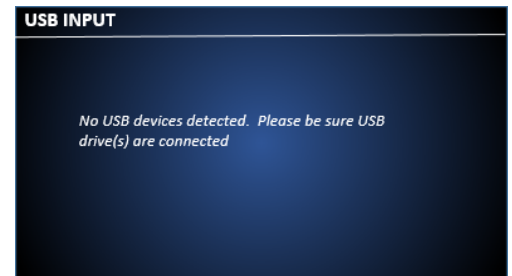 USB INPUT
No USB devices detected.  Please be sure USB
drive(s) are connected